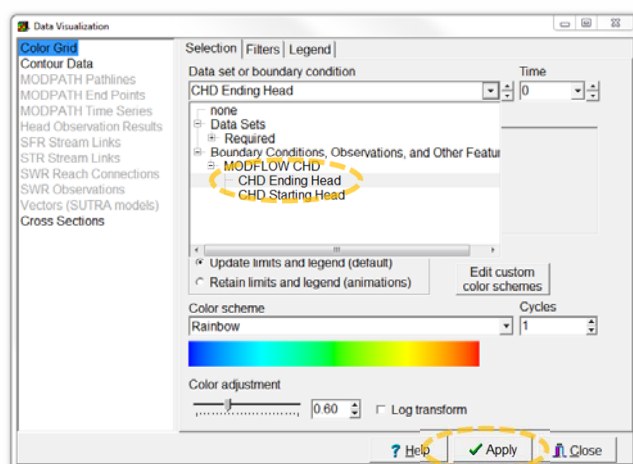 Data Visualization
Color Grid
Contour Data
MODPATH Pathlines
MODPATH End Points
MODPATH Time Series
Head Observation Results
SFR Stream Links
STR Stream Links
SWR Reach Connections
SWR Observations
Vectors (SUTRA models)
Cross Sections
Selection Filters Legend
Data set or boundary condition Time
CHD Ending Head 0
none
Data Sets
Required
Boundary Conditions, Observations, and Other Featur
MODFLOW CHD
CHD Ending Head
CHD Starting Head
Update limits and legend (default)
Retain limits and legend (animations)
Edit custom
color schemes
Color scheme Cycles
Rainbow 1
Color adjustment
0.60 Log transform
? Help Apply Close